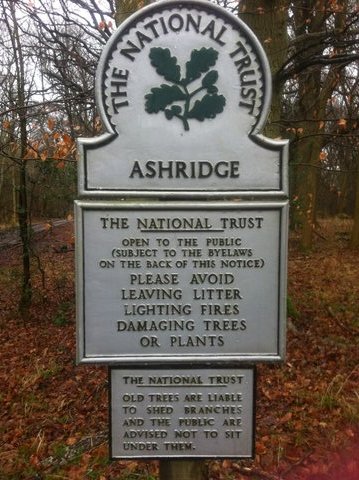 THE NATIONAL TRUST
ASHRIDGE
THE NATIONAL TRUST
OPEN TO THE PUBLIC
(SUBJECT TO THE BYELAWS
ON THE BACK OF THIS NOTICE)
PLEASE AVOID
LEAVING LITTER
LIGHTING FIRES
DAMAGING TREES
OR PLANTS
THE NATIONAL TRUST
OLD TREES ARE LIABLE
TO SHED BRANCHES
AND THE PUBLIC ARE
ADVISED NOT TO SIT
UNDER THEM.